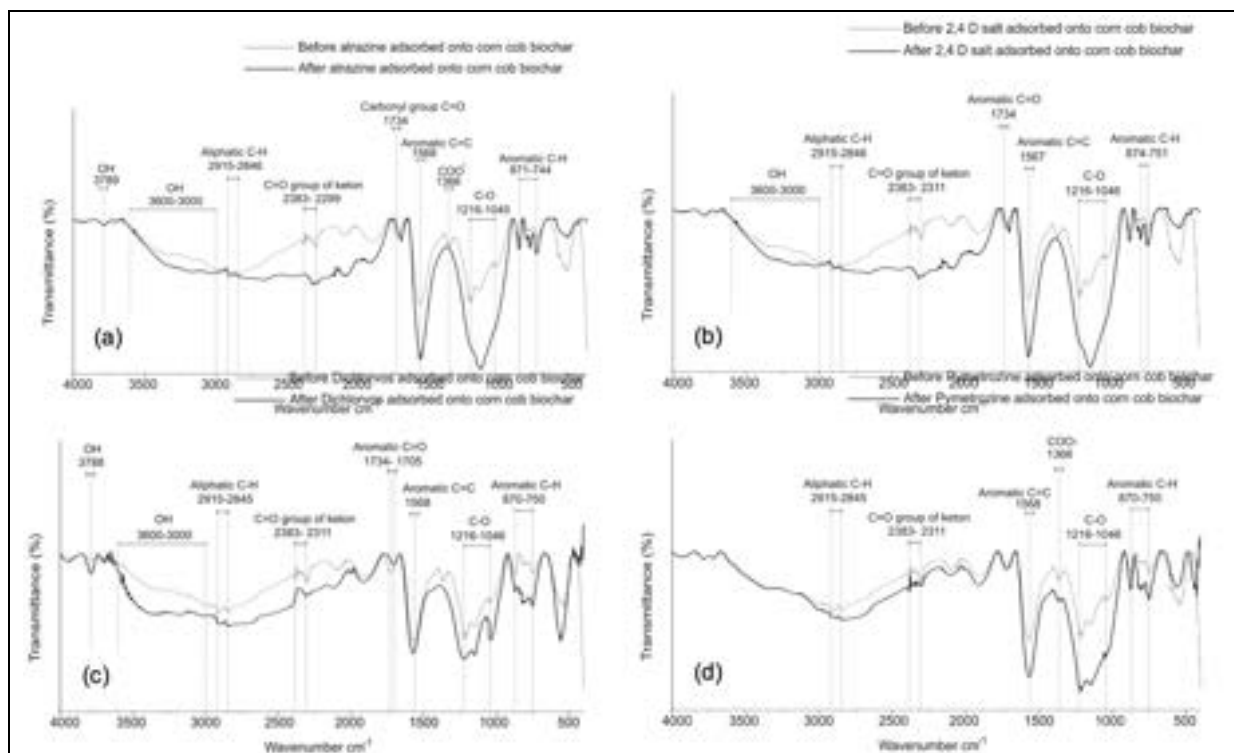 Before atrazine adsorbed onto corn cob biochar
After atrazine adsorbed onto corn cob biochar
Carbonyl group C=O
1734
Aromatic C=C
1568
COO
1366
OH
3789
Aliphatic C-H
2915-2846
Aromatic C-H
871-744
OH
3600-3000
C=O group of keton
2383- 2299
C-O
1216-1049
Transmittance (%)
(a)
4000 3500 3000 2500 2000 1500 1000 500
Wavenumber cm
Before 2,4 D salt adsorbed onto corn cob biochar
After 2,4 D salt adsorbed onto corn cob biochar
Aromatic C=O
1734
Aliphatic C-H
2915-2846
Aromatic C=C
1567
Aromatic C-H
874-751
OH
3600-3000
C=O group of keton
2383- 2311
C-O
1216-1046
Transmittance (%)
(b)
4000 3500 3000 2500 2000 1500 1000 500
Wavenumber cm
Before Dichlorvos adsorbed onto corn cob biochar
After Dichlorvos adsorbed onto corn cob biochar
OH
3788
Aromatic C=O
1734- 1705
Aliphatic C-H
2915-2845
Aromatic C=C
1568
Aromatic C-H
870-750
OH
3600-3000
C=O group of keton
2383- 2311
C-O
1216-1046
Transmittance (%)
(c)
4000 3500 3000 2500 2000 1500 1000 500
Wavenumber cm-1
Before Pymetrozine adsorbed onto corn cob biochar
After Pymetrozine adsorbed onto corn cob biochar
COO-
1366
Aliphatic C-H
2915-2845
Aromatic C=C
1568
Aromatic C-H
870-750
C=O group of keton
2383- 2311
C-O
1216-1046
Transmittance (%)
(d)
4000 3500 3000 2500 2000 1500 1000 500
Wavenumber cm-1